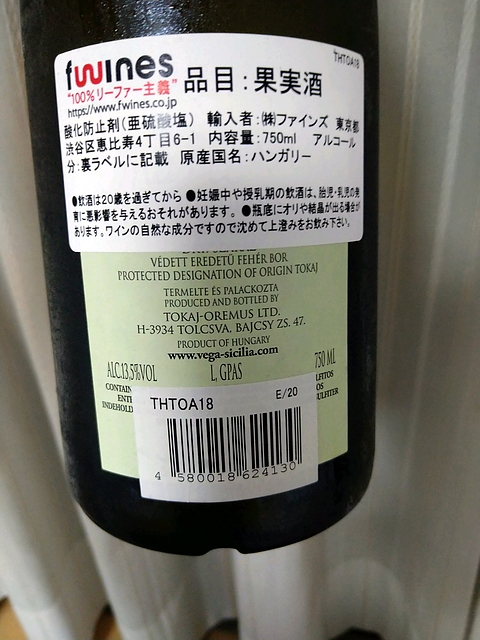 THTOA18
fwines
"100%リーファー主義"
https://www.fwines.co.jp
品目:果実酒
酸化防止剤(亜硫酸塩) 輸入者:㈱ファインズ 東京都
渋谷区恵比寿4丁目6-1 内容量:750ml アルコール
分:裏ラベルに記載 原産国名:ハンガリー
●飲酒は20歳を過ぎてから ●妊娠中や授乳期の飲酒は、胎児・乳児の発
育に悪影響を与えるおそれがあります。 ●瓶底にオリや結晶が出る場合が
あります。ワインの自然な成分ですので沈めて上澄みをお飲み下さい。
VÉDETT EREDETŰ FEHÉR BOR
PROTECTED DESIGNATION OF ORIGIN TOKAJ
TERMELTE ÉS PALACKOZTA
PRODUCED AND BOTTLED BY
TOKAJ-OREMUS LTD.
H-3934 TOLCSVA, BAJCSY ZS. 47.
PRODUCT OF HUNGARY
www.vega-sicilia.com
ALC.13,5%VOL L, GPAS 750 ML
THTOA18 E/20
4 580018 624130